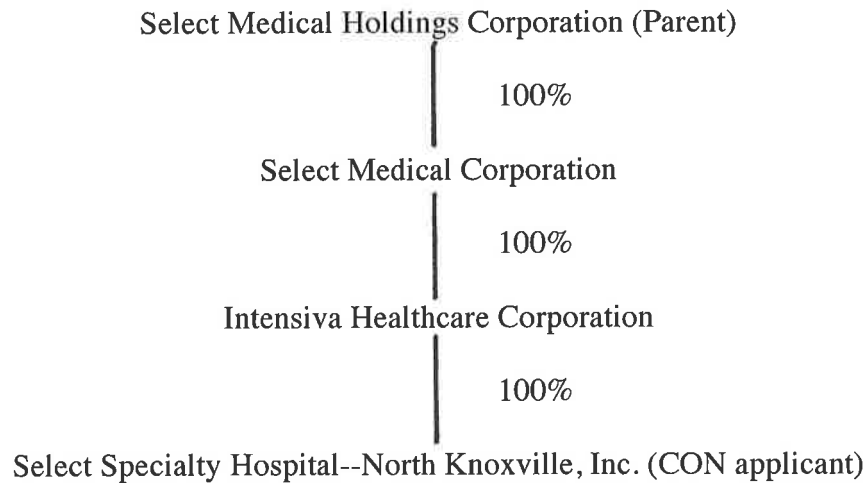 Select Medical Holdings Corporation (Parent)
100%
Select Medical Corporation
100%
Intensiva Healthcare Corporation
100%
Select Specialty Hospital--North Knoxville, Inc. (CON applicant)